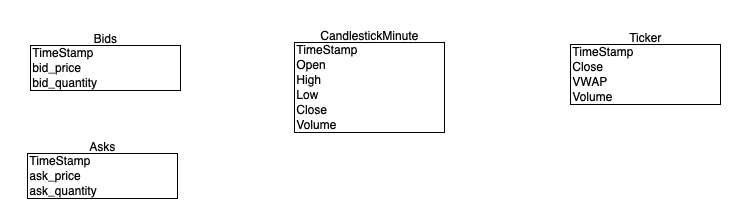 Bids
TimeStamp
bid_price
bid_quantity
Asks
TimeStamp
ask_price
ask_quantity
CandlestickMinute
TimeStamp
Open
High
Low
Close
Volume
Ticker
TimeStamp
Close
VWAP
Volume